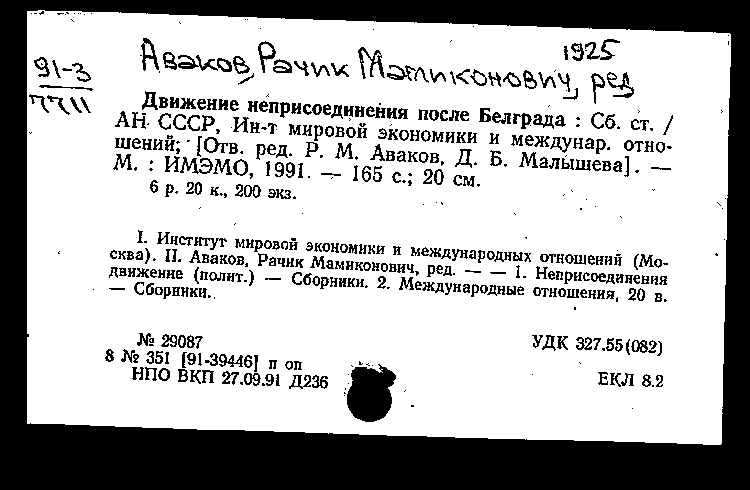 1925
Аваков, Рачик Мамиконович, ред
91-3
7711
Движение неприсоединения после Белграда : Сб. ст. /
АН СССР, Ин-т мировой экономики и междунар. отно-
шений; [Отв. ред. Р. М. Аваков, Д. Б. Малышева]. —
М. : ИМЭМО, 1991. — 165 с.; 20 см.
6 р. 20 к., 200 экз.
I. Институт мировой экономики и международных отношений (Мо-
сква). II. Аваков, Рачик Мамиконович, ред. — — 1. Неприсоединения
движение (полит.) — Сборники. 2. Международные отношения, 20 в.
— Сборники.
№ 29087
УДК 327.55(082)
8 № 351 [91-39446] п оп
НПО ВКП 27.09.91 Д236
ЕКЛ 8.2